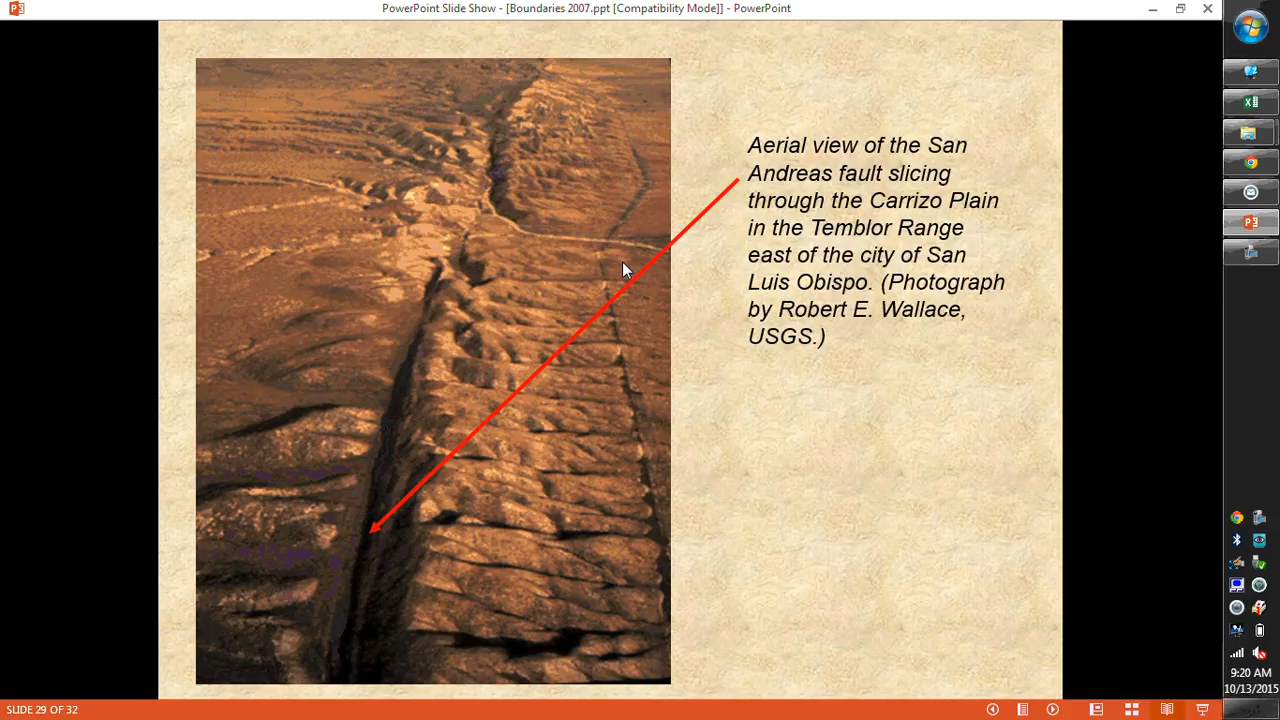 PowerPoint Slide Show - [Boundaries 2007.ppt [Compatibility Mode]] - PowerPoint
Aerial view of the San
Andreas fault slicing
through the Carrizo Plain
in the Temblor Range
east of the city of San
Luis Obispo. (Photograph
by Robert E. Wallace,
USGS.)
9:20 AM
10/13/2015
SLIDE 29 OF 32